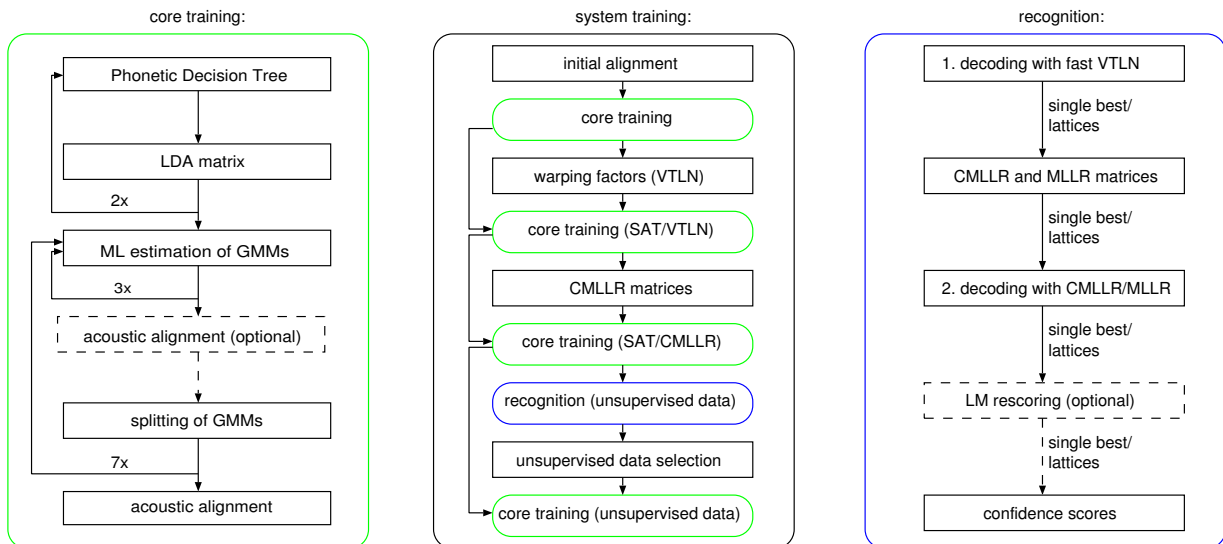 core training:
Phonetic Decision Tree
LDA matrix
2x
ML estimation of GMMs
3x
acoustic alignment (optional)
splitting of GMMs
7x
acoustic alignment
system training:
initial alignment
core training
warping factors (VTLN)
core training (SAT/VTLN)
CMLLR matrices
core training (SAT/CMLLR)
recognition (unsupervised data)
unsupervised data selection
core training (unsupervised data)
recognition:
1. decoding with fast VTLN
single best/
lattices
CMLLR and MLLR matrices
single best/
lattices
2. decoding with CMLLR/MLLR
single best/
lattices
LM rescoring (optional)
single best/
lattices
confidence scores